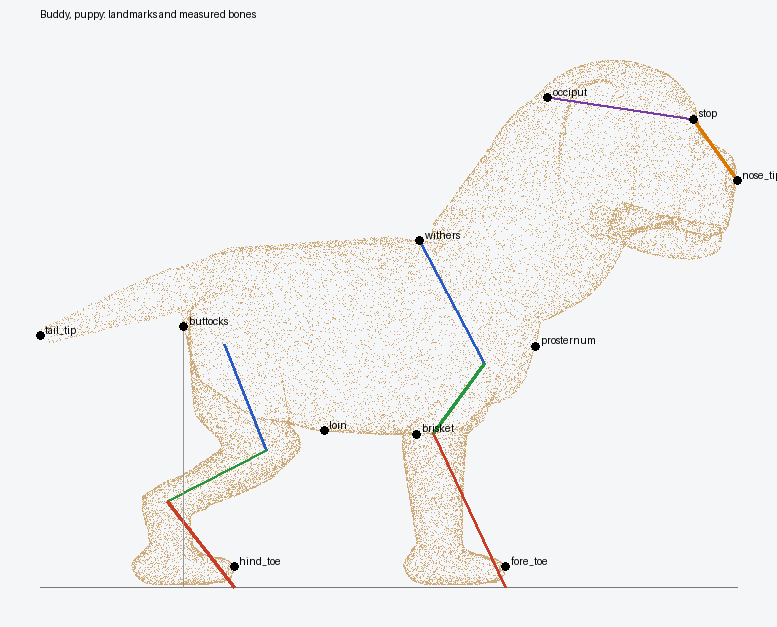 Buddy, puppy: landmarks and measured bones
occiput
stop
nose_tip
withers
buttocks
tail_tip
prosternum
loin
brisket
hind_toe
fore_toe